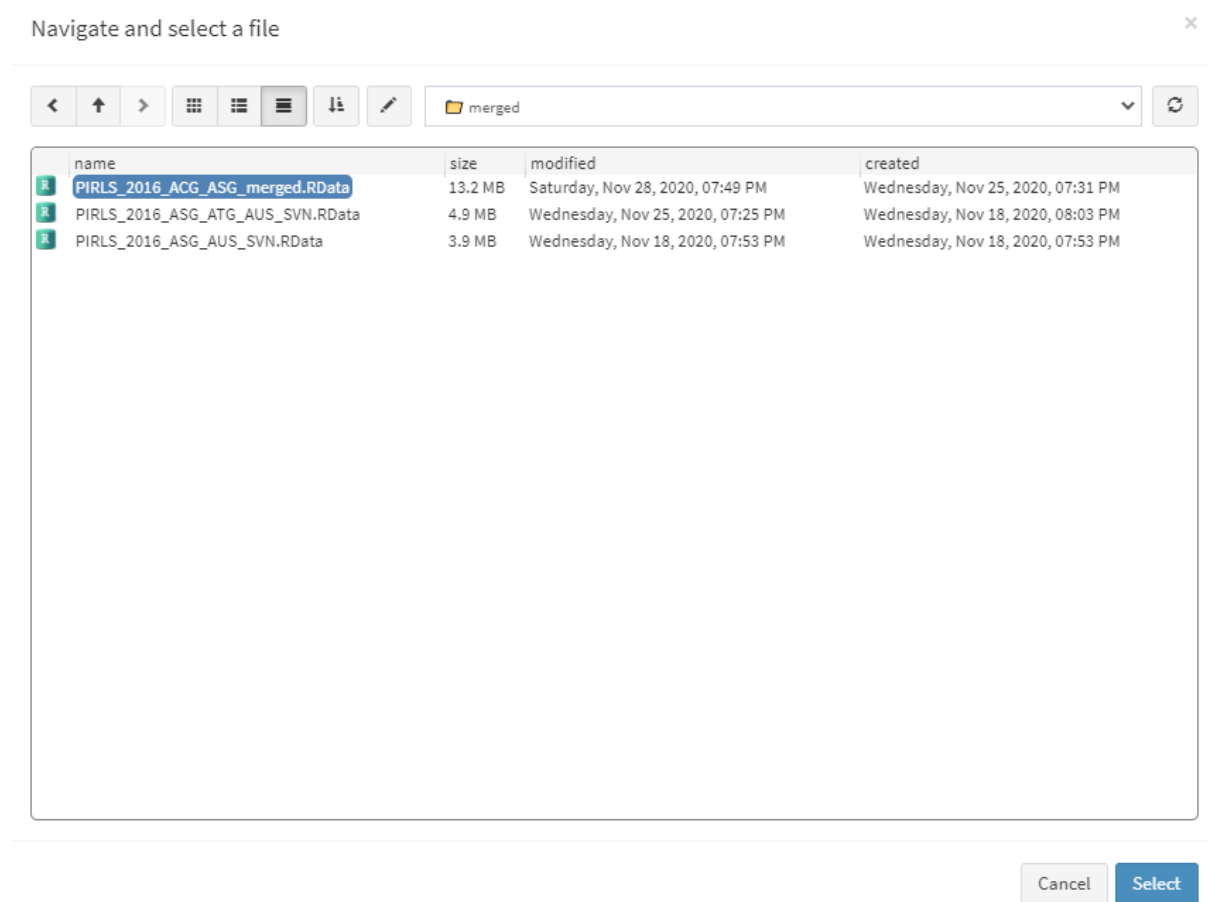 Navigate and select a file
×
merged
name size modified created
PIRLS_2016_ACG_ASG_merged.RData 13.2 MB Saturday, Nov 28, 2020, 07:49 PM Wednesday, Nov 25, 2020, 07:31 PM
PIRLS_2016_ASG_ATG_AUS_SVN.RData 4.9 MB Wednesday, Nov 25, 2020, 07:25 PM Wednesday, Nov 18, 2020, 08:03 PM
PIRLS_2016_ASG_AUS_SVN.RData 3.9 MB Wednesday, Nov 18, 2020, 07:53 PM Wednesday, Nov 18, 2020, 07:53 PM
Cancel Select